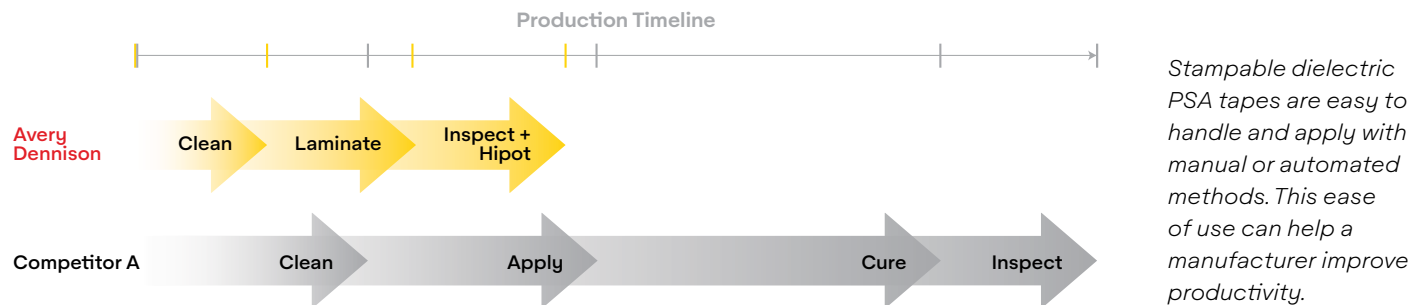 Production Timeline
Avery
Dennison
Clean
Laminate
Inspect +
Hipot
Competitor A
Clean
Apply
Cure
Inspect
Stampable dielectric
PSA tapes are easy to
handle and apply with
manual or automated
methods. This ease
of use can help a
manufacturer improve
productivity.